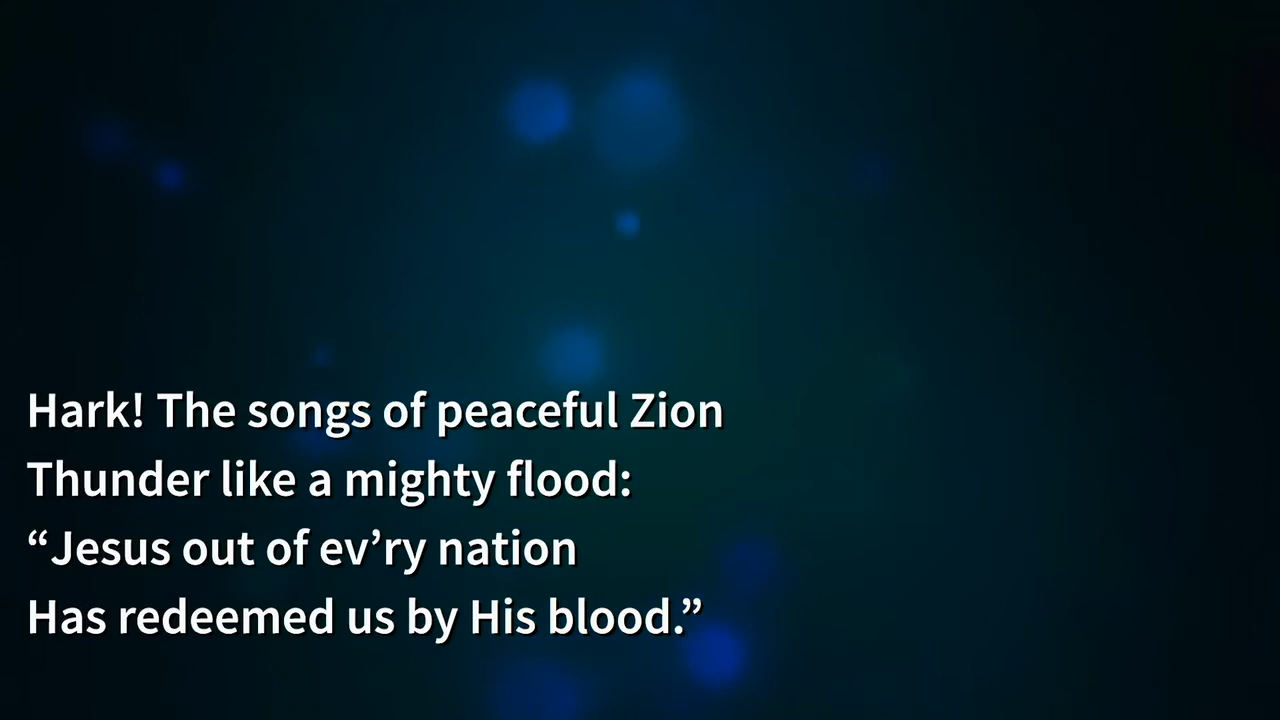 Hark! The songs of peaceful Zion
Thunder like a mighty flood:
“Jesus out of ev’ry nation
Has redeemed us by His blood.”